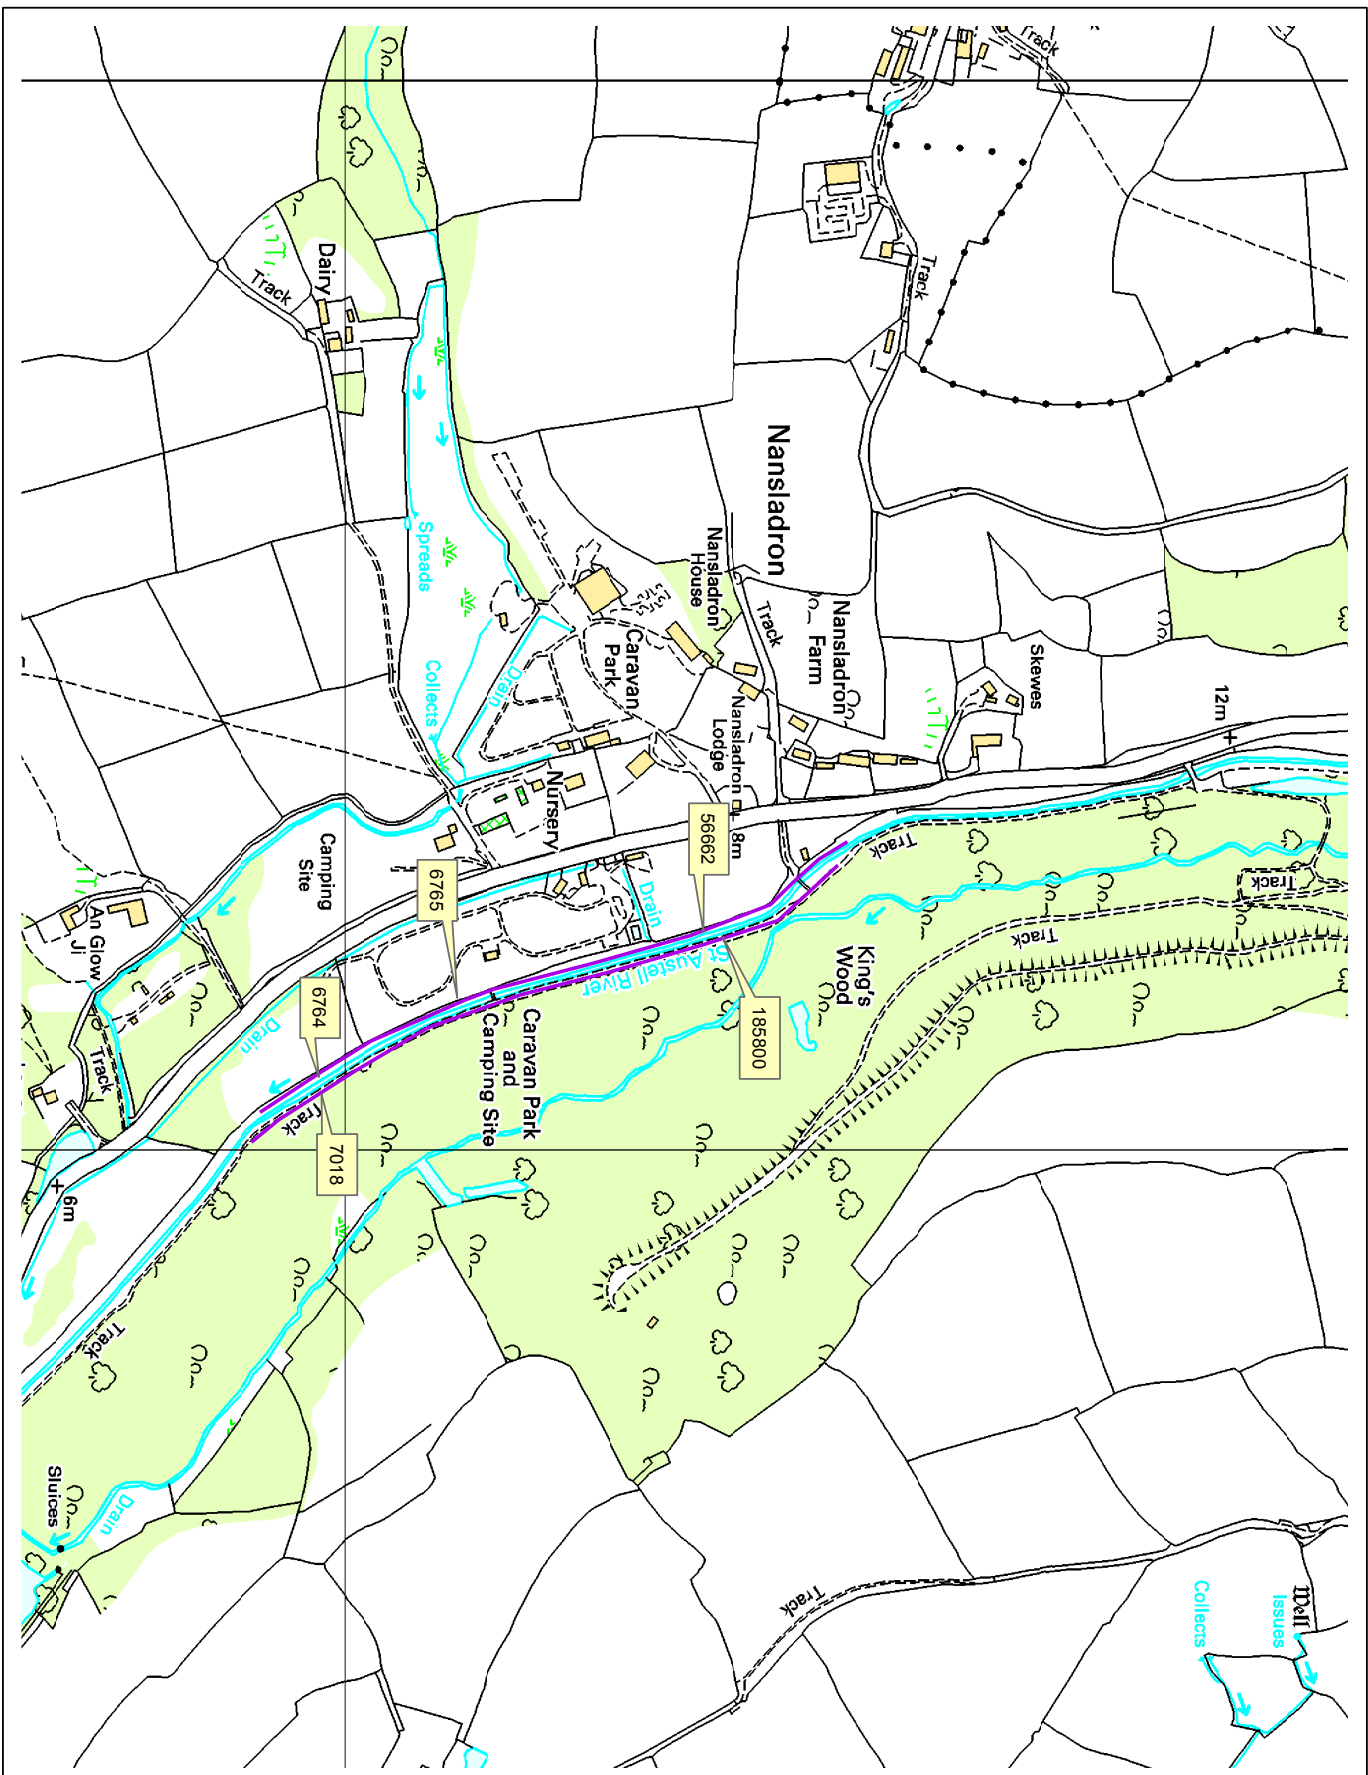 Track
Track
Dairy
Track
Spreads
Nansladron
Nansladron
House
Track
Nansladron
Farm
Skewes
12m
Caravan
Park
Drain
Collects
Nansladron
Lodge
8m
Nursery
Camping
Site
An Glow
Ji
Track
Drain
Drain
56662
6765
6764
185800
7018
St Austell River
Track
Track
Track
King's
Wood
Caravan Park
and
Camping Site
Track
6m
Track
Sluices
Drain
Track
Well
Issues
Collects